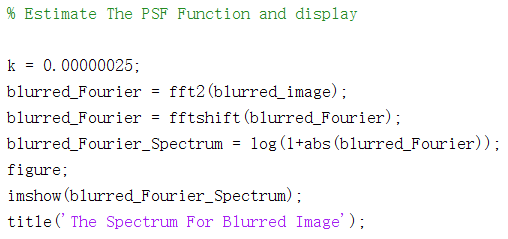 % Estimate The PSF Function and display
k = 0.00000025;
blurred_Fourier = fft2(blurred_image);
blurred_Fourier = fftshift(blurred_Fourier);
blurred_Fourier_Spectrum = log(1+abs(blurred_Fourier));
figure;
imshow(blurred_Fourier_Spectrum);
title('The Spectrum For Blurred Image');